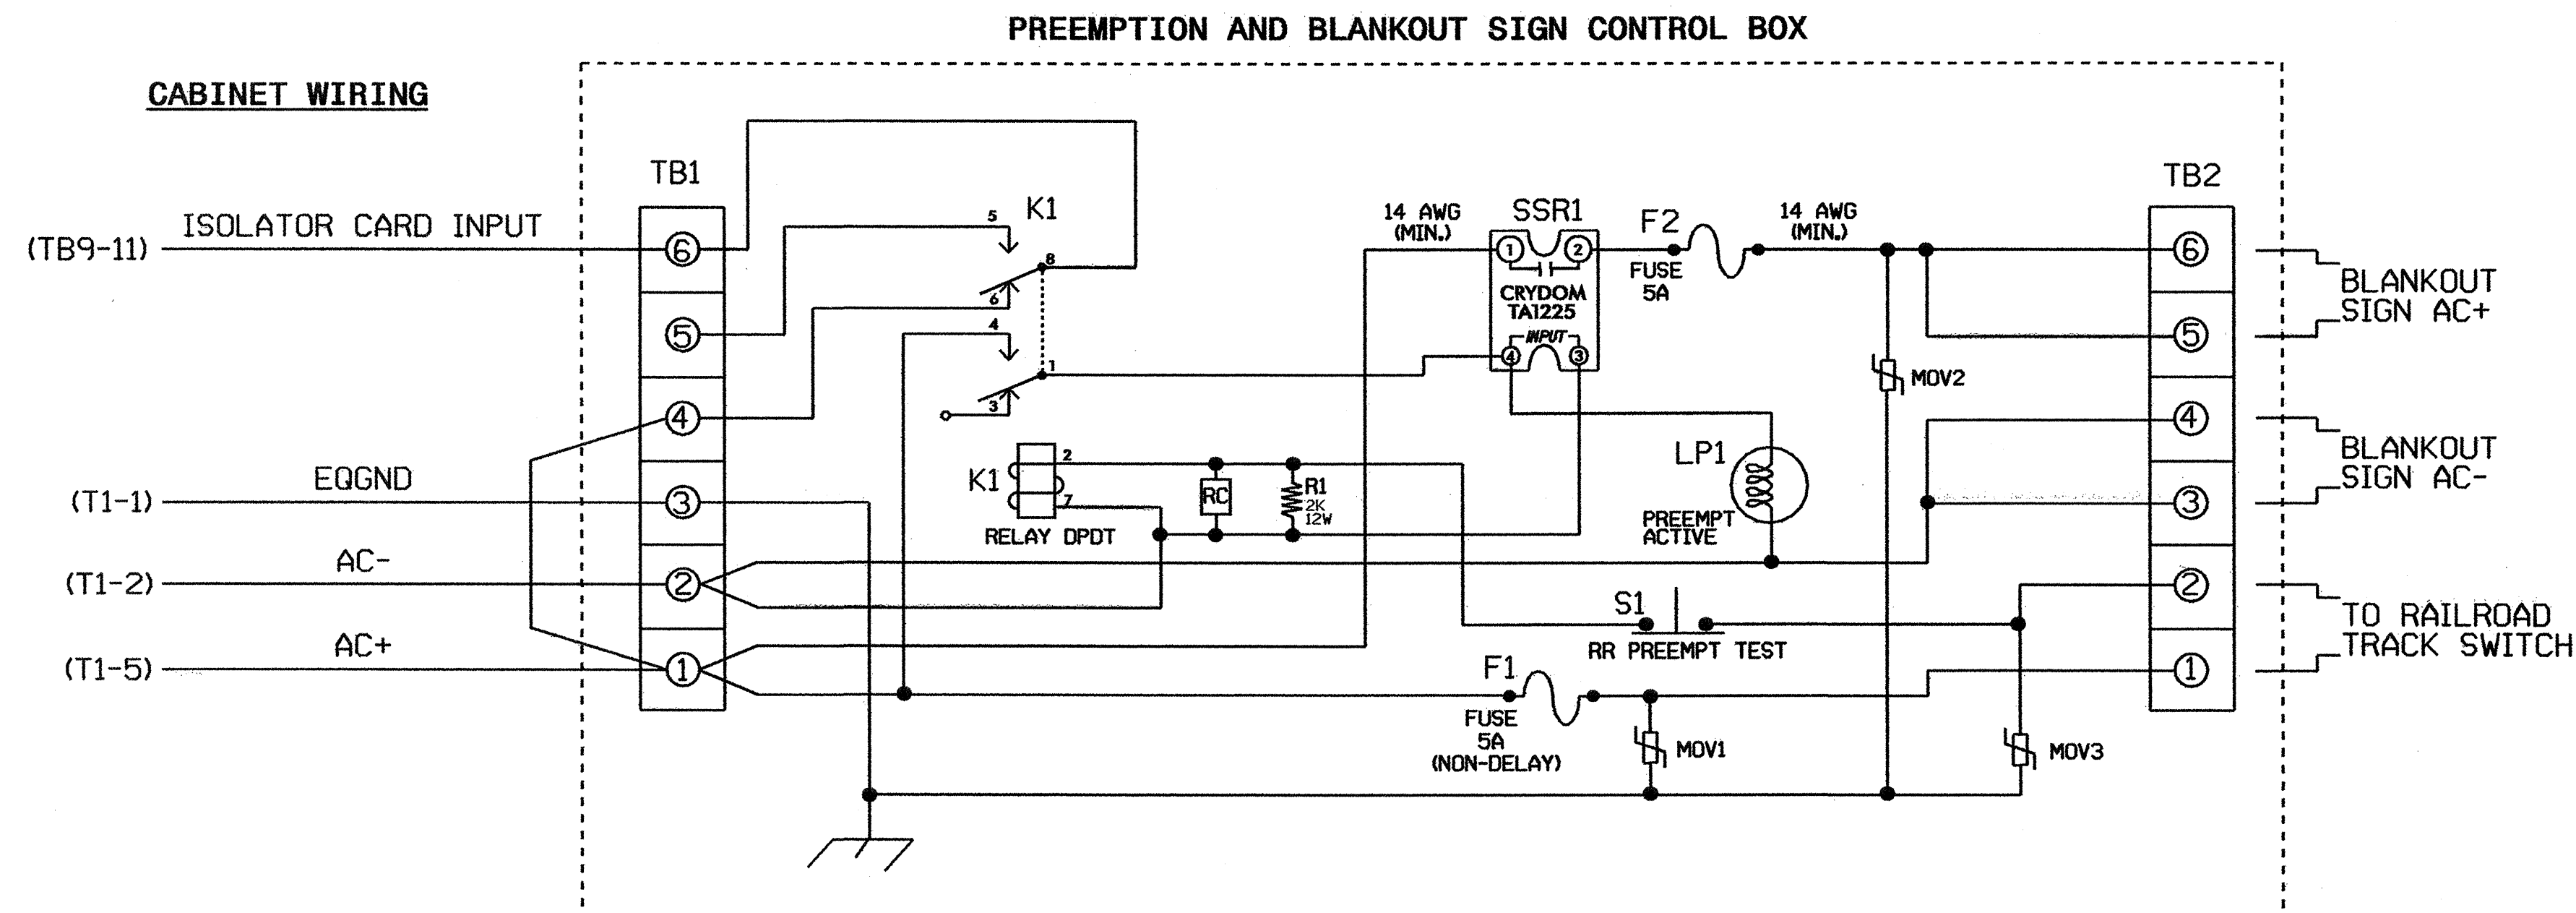 PREEMPTION AND BLANKOUT SIGN CONTROL BOX
CABINET WIRING
TB1
(TB9-11)
ISOLATOR CARD INPUT
6
5
4
(T1-1)
EQGND
3
(T1-2)
AC-
2
(T1-5)
AC+
1
K1
5
8
6
4
1
3
K1
2
7
RELAY DPDT
RC
R1
2K
12W
14 AWG
(MIN.)
SSR1
1
2
CRYDOM
TA1225
INPUT
4
3
F2
FUSE
5A
14 AWG
(MIN.)
MOV2
LP1
PREEMPT
ACTIVE
S1
RR PREEMPT TEST
F1
FUSE
5A
(NON-DELAY)
MOV1
MOV3
TB2
6
5
4
3
2
1
BLANKOUT
SIGN AC+
BLANKOUT
SIGN AC-
TO RAILROAD
TRACK SWITCH